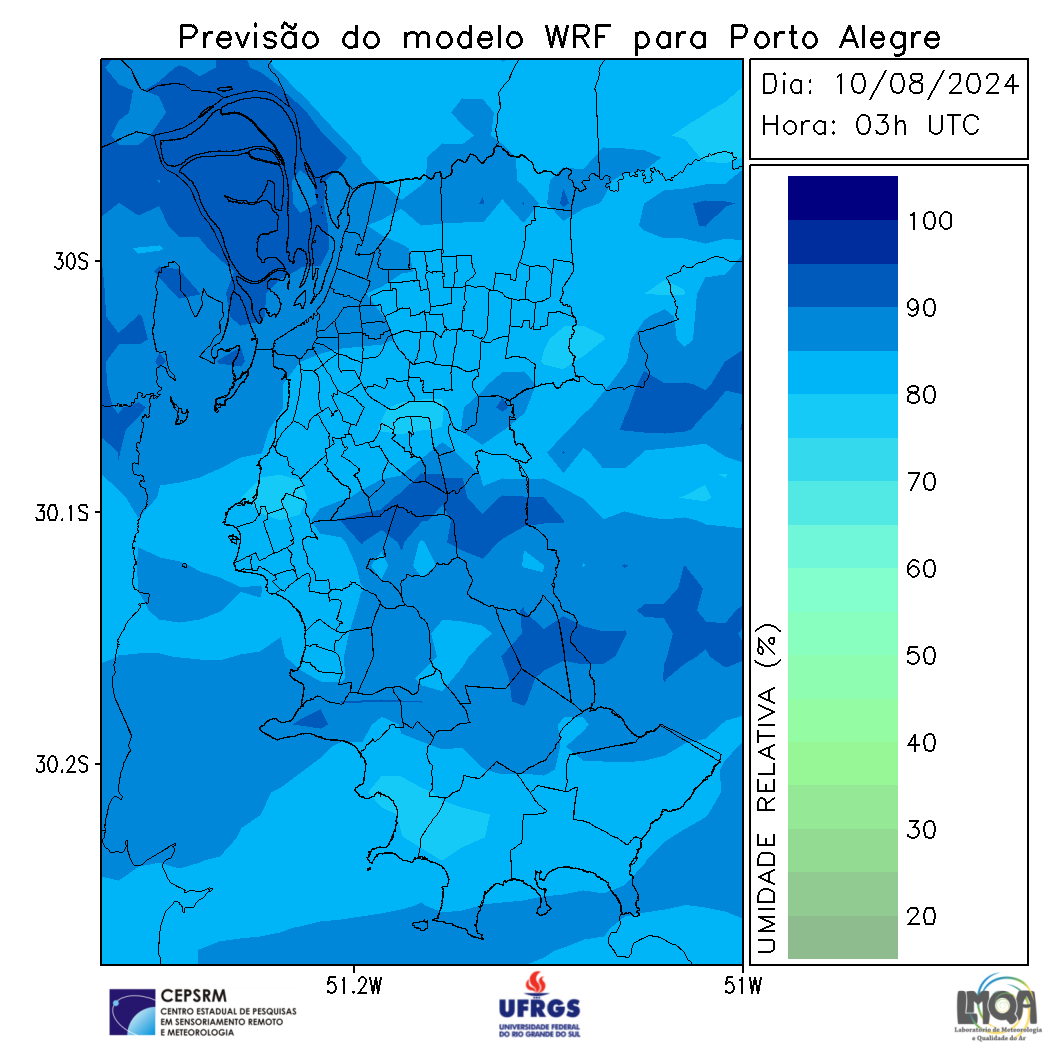 Previsão do modelo WRF para Porto Alegre
Dia: 10/08/2024
Hora: 03h UTC
30S
30.1S
30.2S
51.2W
51W
100
90
80
70
60
50
40
30
20
UMIDADE RELATIVA (%)
CEPSRM
CENTRO ESTADUAL DE PESQUISAS
EM SENSORIAMENTO REMOTO
E METEOROLOGIA
UFRGS
UNIVERSIDADE FEDERAL
DO RIO GRANDE DO SUL
LMQA
Laboratório de Meteorologia
e Qualidade do Ar